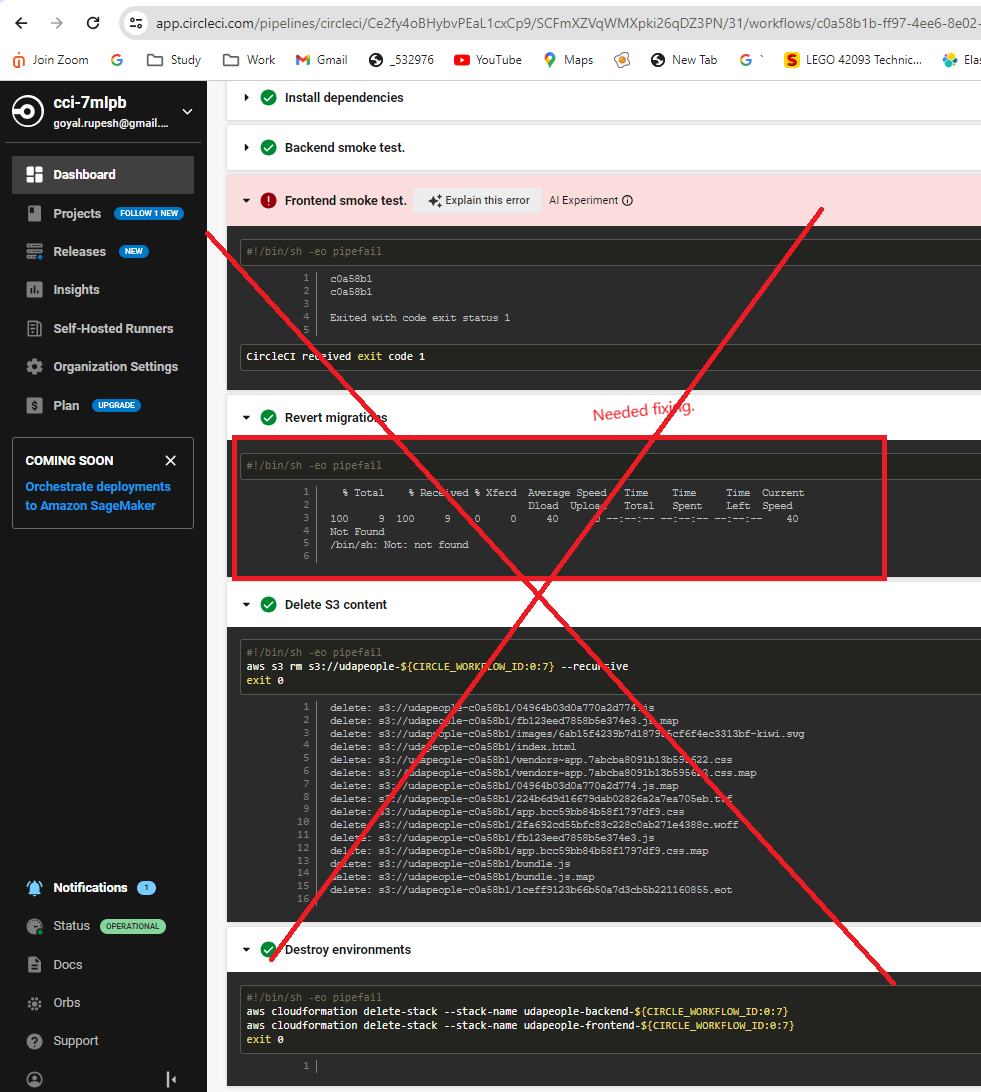 app.circleci.com/pipelines/circleci/Ce2fy4oBHybvPEaL1cxCp9/SCFmXZVqWMXpki26qDZ3PN/31/workflows/c0a58b1b-ff97-4ee6-8e02-
Join Zoom
Study
Work
Gmail
_532976
YouTube
Maps
New Tab
LEGO 42093 Technic...
Elas
cci-7mlpb
goyal.rupesh@gmail....
Dashboard
Projects FOLLOW 1 NEW
Releases NEW
Insights
Self-Hosted Runners
Organization Settings
Plan UPGRADE
COMING SOON
Orchestrate deployments
to Amazon SageMaker
Notifications 1
Status OPERATIONAL
Docs
Orbs
Support
Install dependencies
Backend smoke test.
Frontend smoke test. Explain this error AI Experiment
#!/bin/sh -eo pipefail
1 c0a58b1
2 c0a58b1
3
4 Exited with code exit status 1
5
CircleCI received exit code 1
Revert migrations
Needed fixing.
#!/bin/sh -eo pipefail
1 % Total % Received % Xferd Average Speed Time Time Time Current
2 Dload Upload Total Spent Left Speed
3 100 9 100 9 0 0 40 0 --:--:-- --:--:-- --:--:-- 40
4 Not Found
5 /bin/sh: Not: not found
6
Delete S3 content
#!/bin/sh -eo pipefail
aws s3 rm s3://udapeople-${CIRCLE_WORKFLOW_ID:0:7} --recursive
exit 0
1 delete: s3://udapeople-c0a58b1/04964b03d0a770a2d774.js
2 delete: s3://udapeople-c0a58b1/fb123eed7858b5e374e3.js.map
3 delete: s3://udapeople-c0a58b1/images/
4 delete: s3://udapeople-c0a58b1/index.html
5 delete: s3://udapeople-c0a58b1/vendors~app.7abcba8091b13b595622.css
6 delete: s3://udapeople-c0a58b1/vendors~app.7abcba8091b13b595622.css.map
7 delete: s3://udapeople-c0a58b1/04964b03d0a770a2d774.js.map
8 delete: s3://udapeople-c0a58b1/224b6d9d16679dab02826a2a7ea705eb.ttf
9 delete: s3://udapeople-c0a58b1/app.bcc59bb84b58f1797df9.css
10 delete: s3://udapeople-c0a58b1/2fa692cd55bfc83c228c0ab271e4388c.woff
11 delete: s3://udapeople-c0a58b1/fb123eed7858b5e374e3.js
12 delete: s3://udapeople-c0a58b1/app.bcc59bb84b58f1797df9.css.map
13 delete: s3://udapeople-c0a58b1/bundle.js
14 delete: s3://udapeople-c0a58b1/bundle.js.map
15 delete: s3://udapeople-c0a58b1/1ceff9123b66b50a7d3cb5b221160855.eot
16
Destroy environments
#!/bin/sh -eo pipefail
aws cloudformation delete-stack --stack-name udapeople-backend-${CIRCLE_WORKFLOW_ID:0:7}
aws cloudformation delete-stack --stack-name udapeople-frontend-${CIRCLE_WORKFLOW_ID:0:7}
exit 0
1